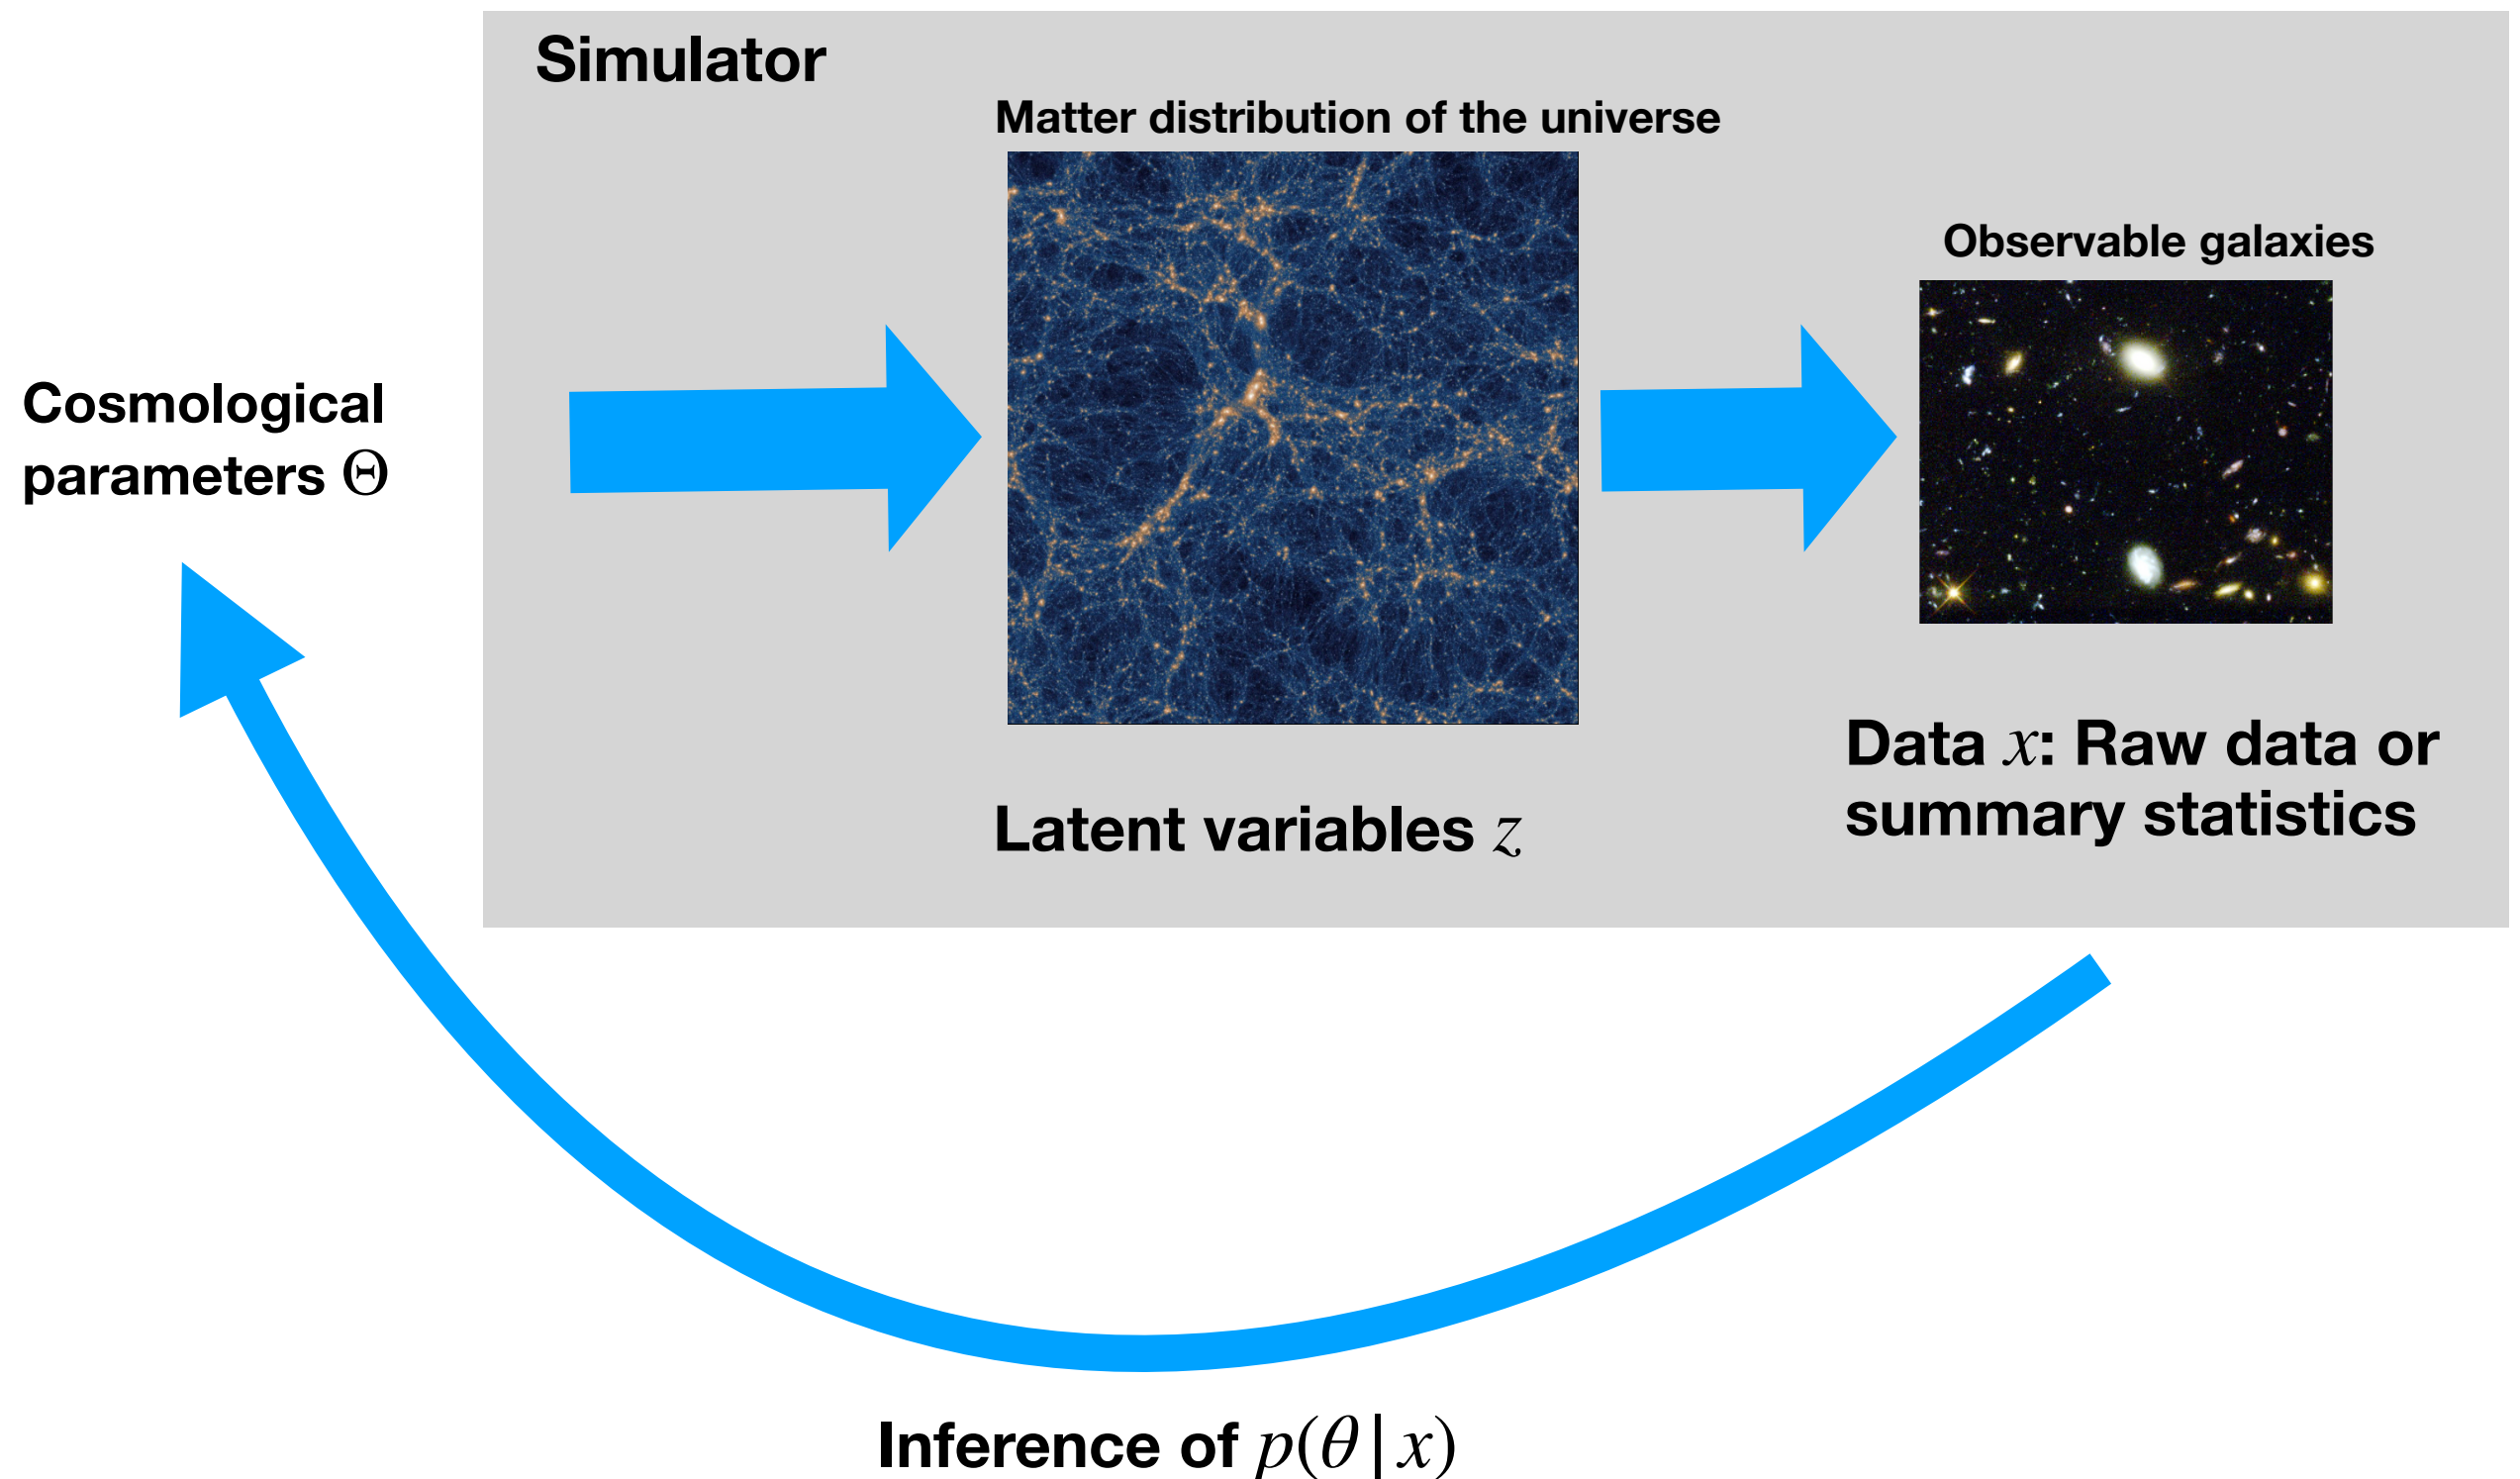 Simulator
Matter distribution of the universe
Observable galaxies
Cosmological
parameters Θ
Data x: Raw data or
summary statistics
Latent variables z
Inference of p(θ|x)